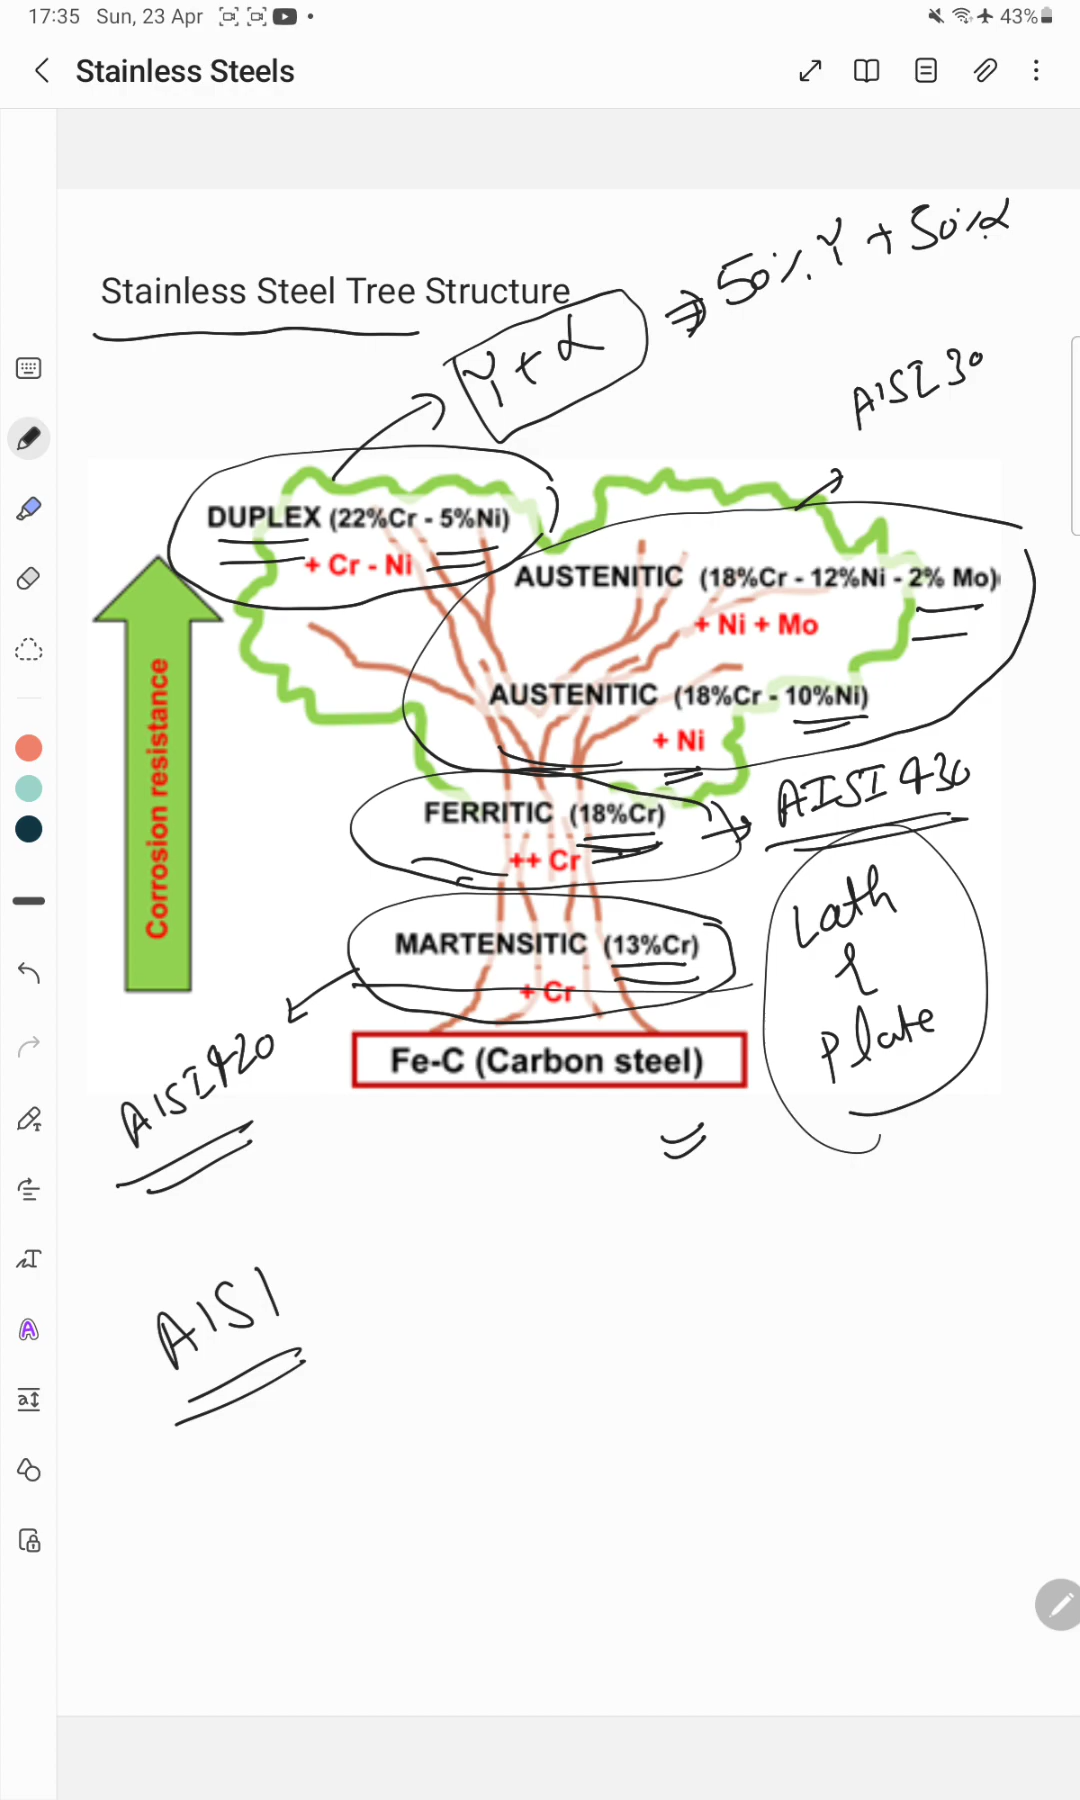 17:35 Sun, 23 Apr
43%
Stainless Steels
50% γ + 50% α
Stainless Steel Tree Structure
γ + α
AISI 30
DUPLEX (22%Cr - 5%Ni)
+ Cr - Ni
AUSTENITIC (18%Cr - 12%Ni - 2% Mo)
+ Ni + Mo
Corrosion resistance
AUSTENITIC (18%Cr - 10%Ni)
+ Ni
AISI 430
FERRITIC (18%Cr)
++ Cr
Lath
&
Plate
MARTENSITIC (13%Cr)
+ Cr
AISI 420
Fe-C (Carbon steel)
AISI